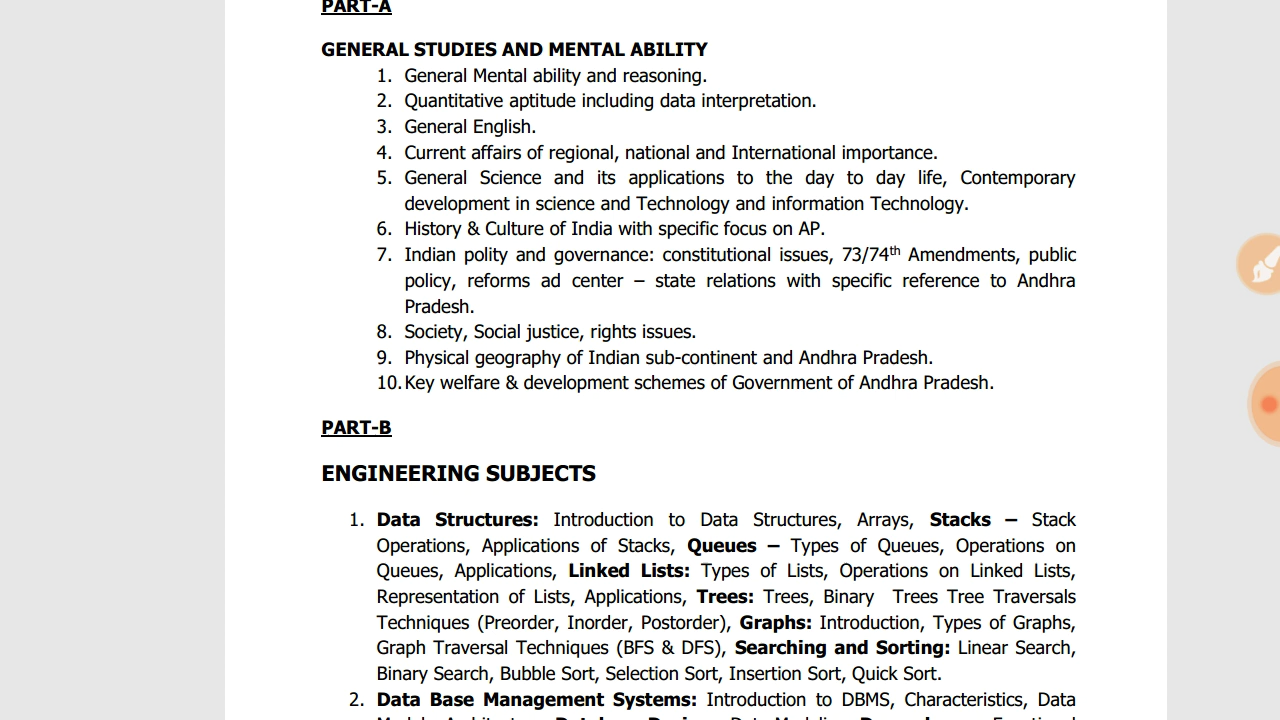 PART-A
GENERAL STUDIES AND MENTAL ABILITY
1. General Mental ability and reasoning.
2. Quantitative aptitude including data interpretation.
3. General English.
4. Current affairs of regional, national and International importance.
5. General Science and its applications to the day to day life, Contemporary
development in science and Technology and information Technology.
6. History & Culture of India with specific focus on AP.
7. Indian polity and governance: constitutional issues, 73/74th Amendments, public
policy, reforms ad center – state relations with specific reference to Andhra
Pradesh.
8. Society, Social justice, rights issues.
9. Physical geography of Indian sub-continent and Andhra Pradesh.
10. Key welfare & development schemes of Government of Andhra Pradesh.
PART-B
ENGINEERING SUBJECTS
1. Data Structures: Introduction to Data Structures, Arrays, Stacks – Stack
Operations, Applications of Stacks, Queues – Types of Queues, Operations on
Queues, Applications, Linked Lists: Types of Lists, Operations on Linked Lists,
Representation of Lists, Applications, Trees: Trees, Binary Trees Tree Traversals
Techniques (Preorder, Inorder, Postorder), Graphs: Introduction, Types of Graphs,
Graph Traversal Techniques (BFS & DFS), Searching and Sorting: Linear Search,
Binary Search, Bubble Sort, Selection Sort, Insertion Sort, Quick Sort.
2. Data Base Management Systems: Introduction to DBMS, Characteristics, Data